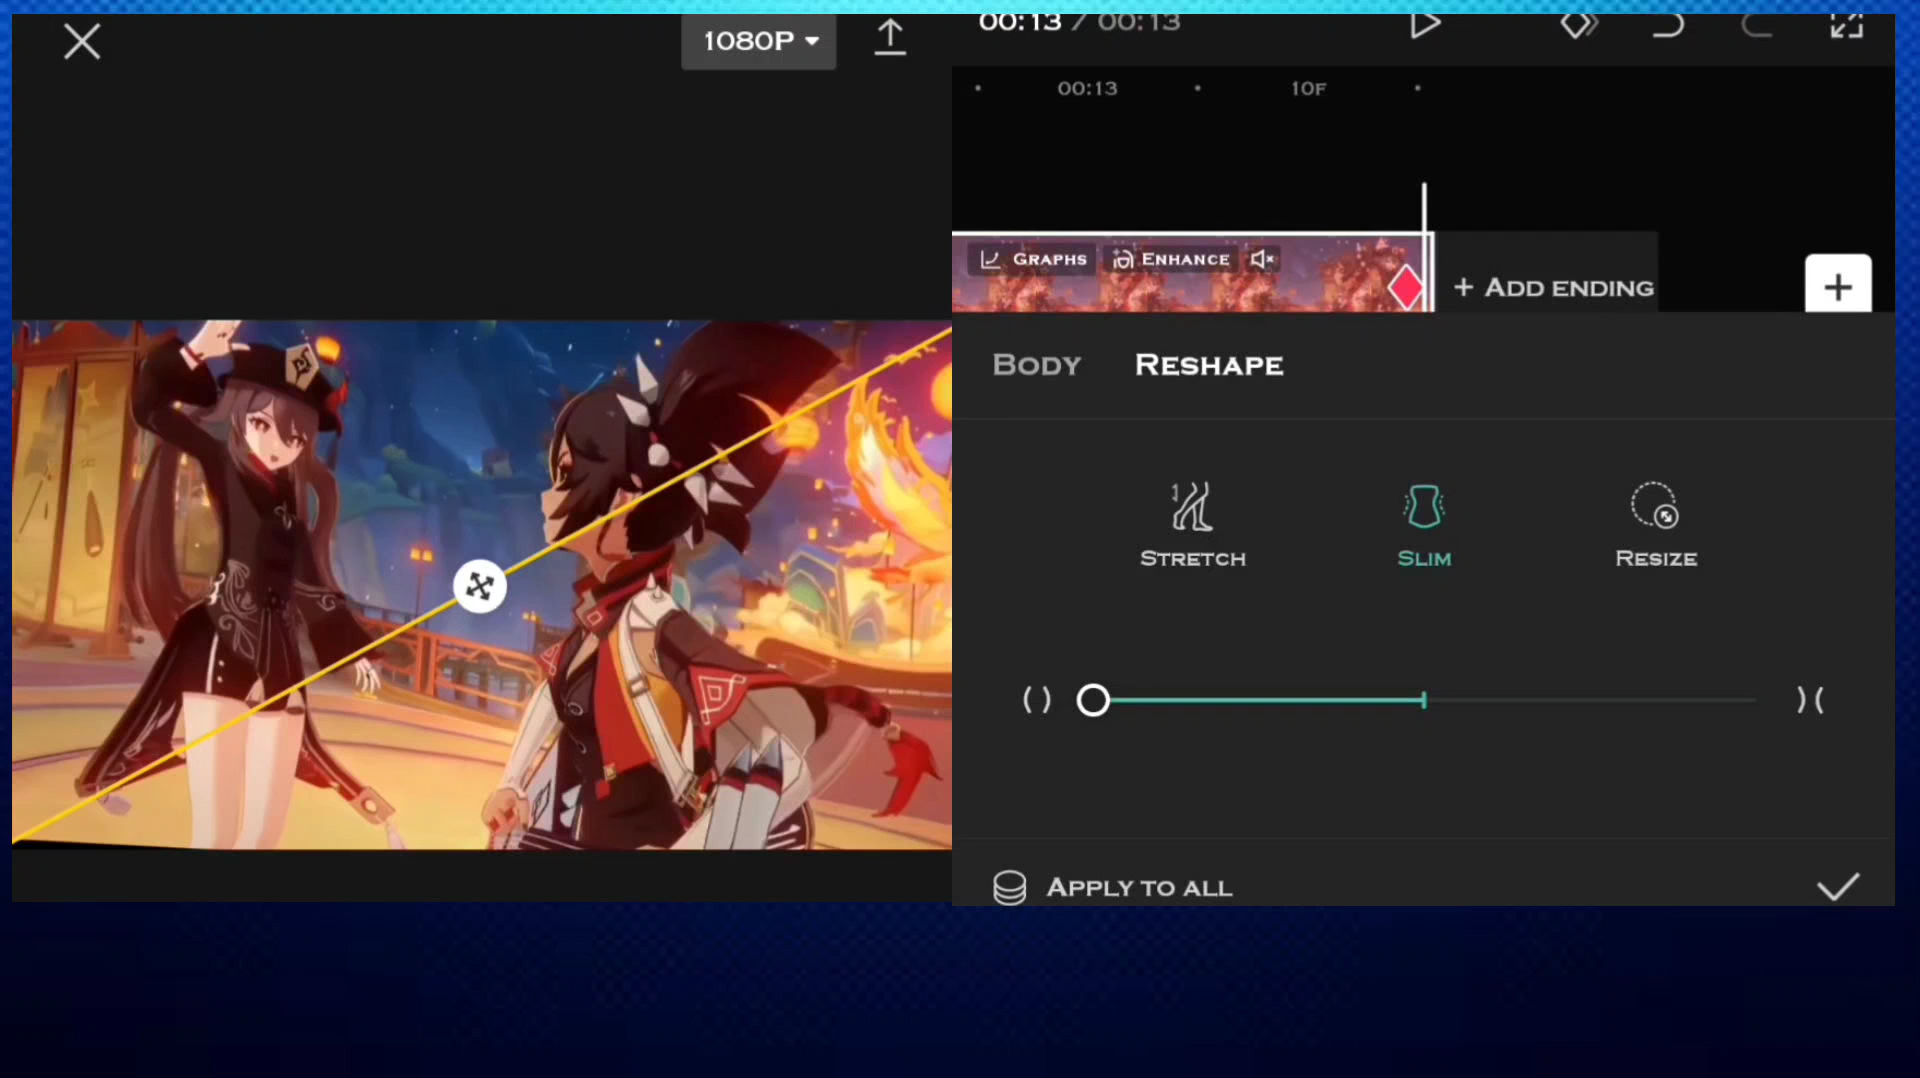 1080P
00:13 / 00:13
00:13
10F
GRAPHS
ENHANCE
+ ADD ENDING
BODY
RESHAPE
STRETCH
SLIM
RESIZE
APPLY TO ALL